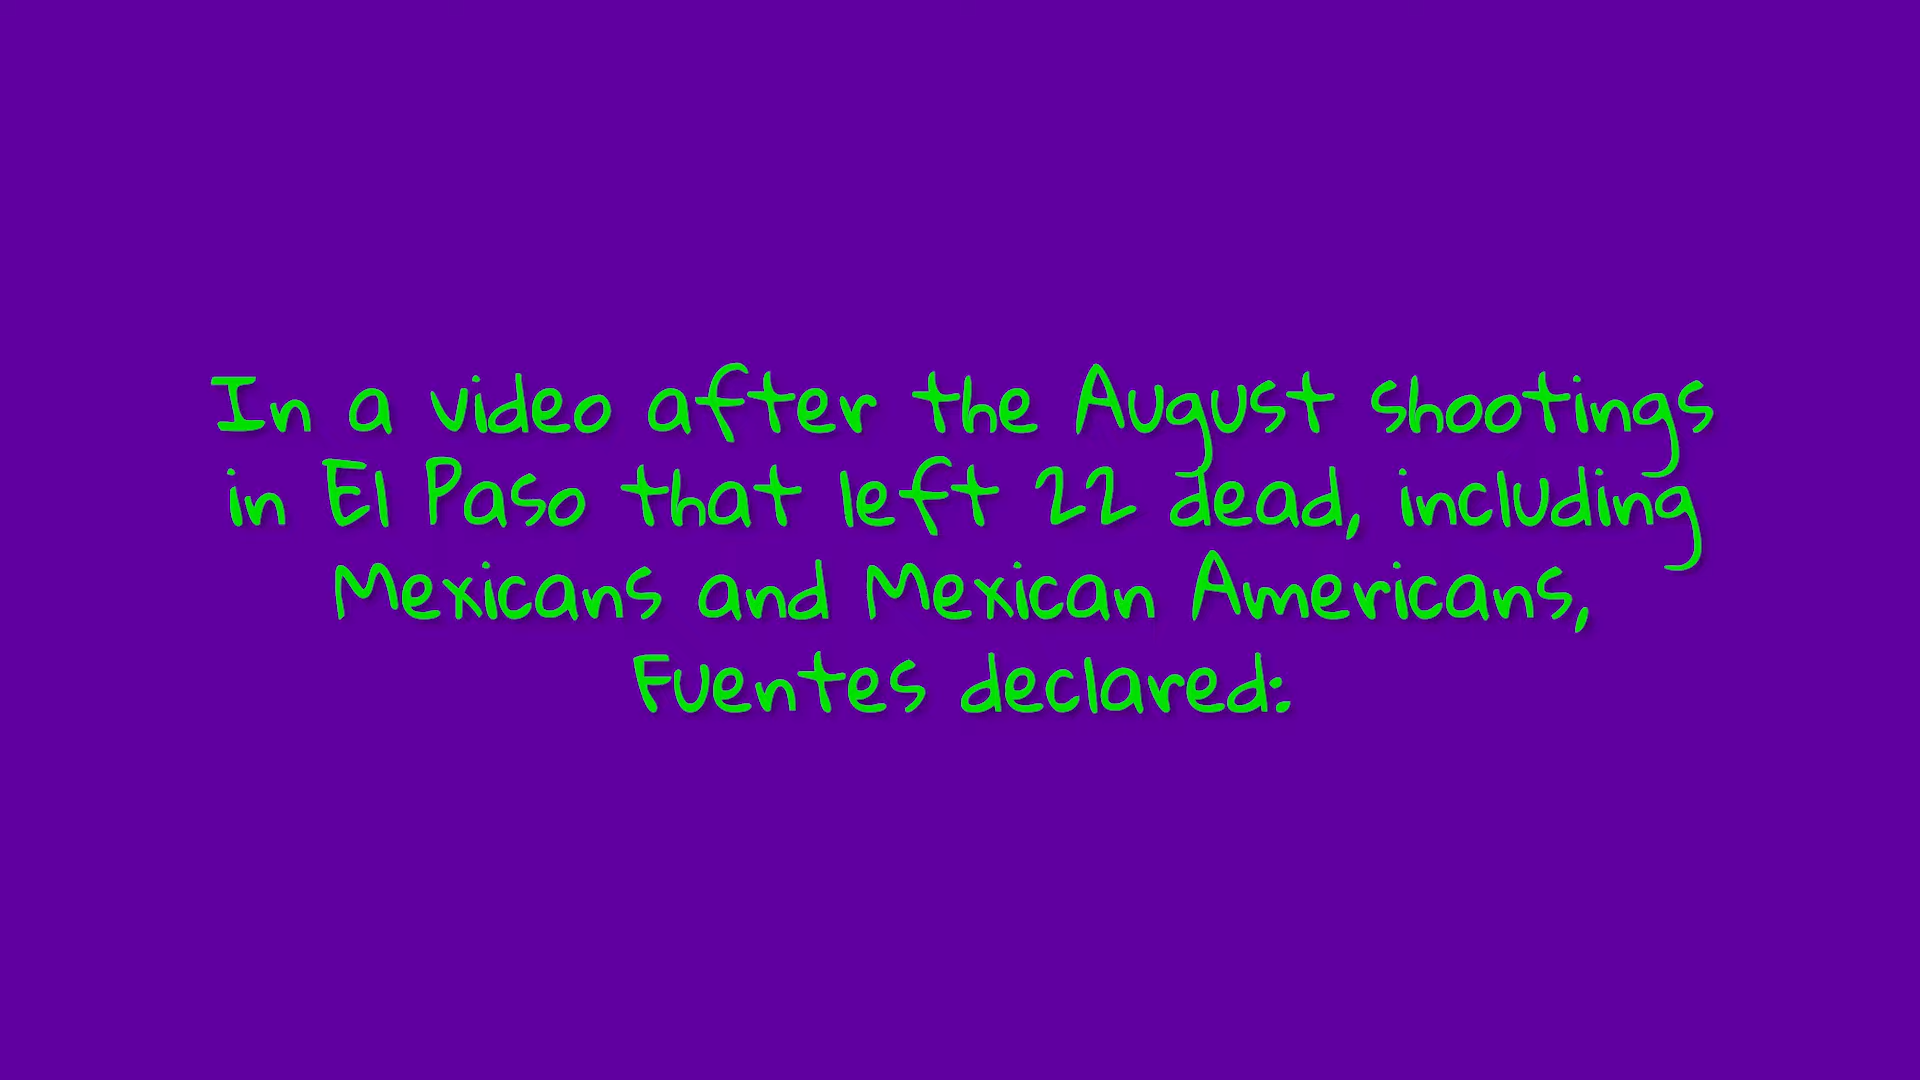 In a video after the August shootings
in El Paso that left 22 dead, including
Mexicans and Mexican Americans,
Fuentes declared: